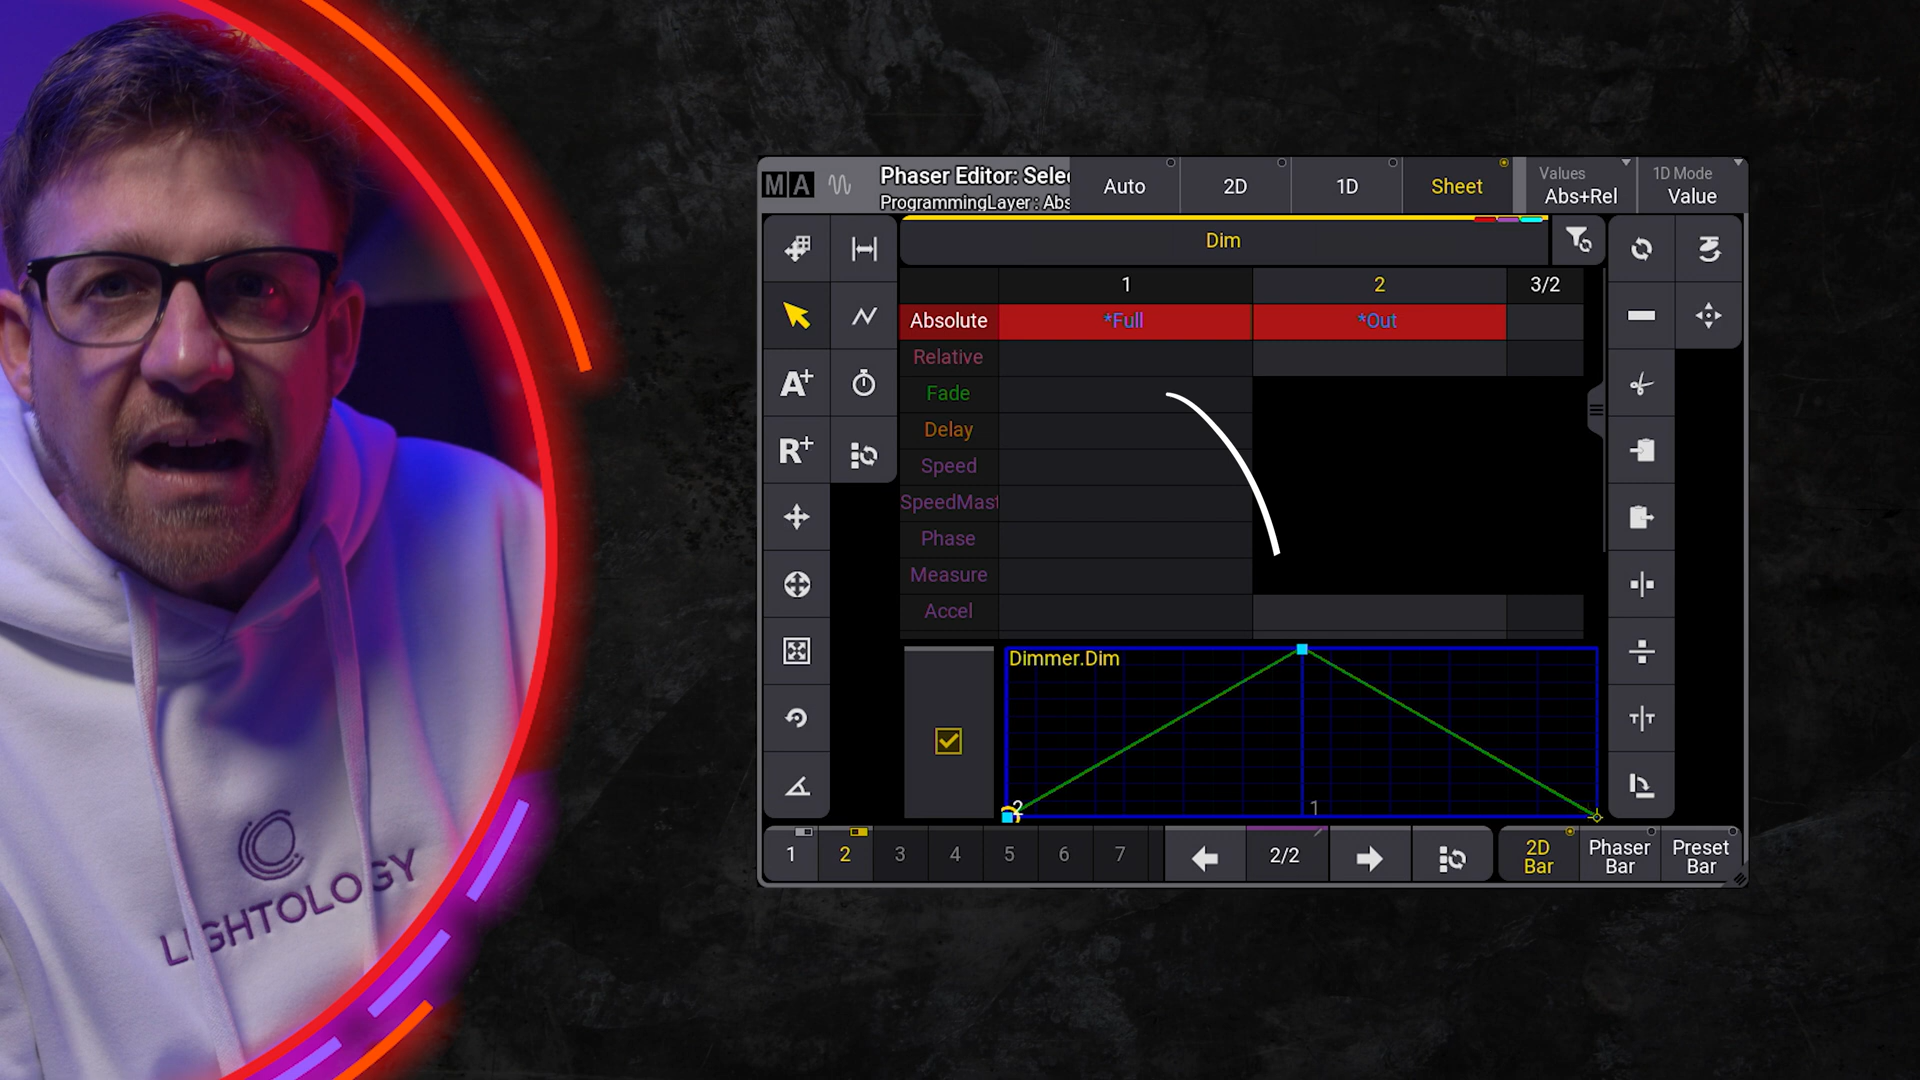 MA
Phaser Editor: Sele
ProgrammingLayer : Abs
Auto
2D
1D
Sheet
Values
Abs+Rel
1D Mode
Value
Dim
1
2
3/2
Absolute
*Full
*Out
Relative
Fade
Delay
Speed
SpeedMast
Phase
Measure
Accel
A+
R+
Dimmer.Dim
2
1
1
2
3
4
5
6
7
2/2
2D
Bar
Phaser
Bar
Preset
Bar
LIGHTOLOGY